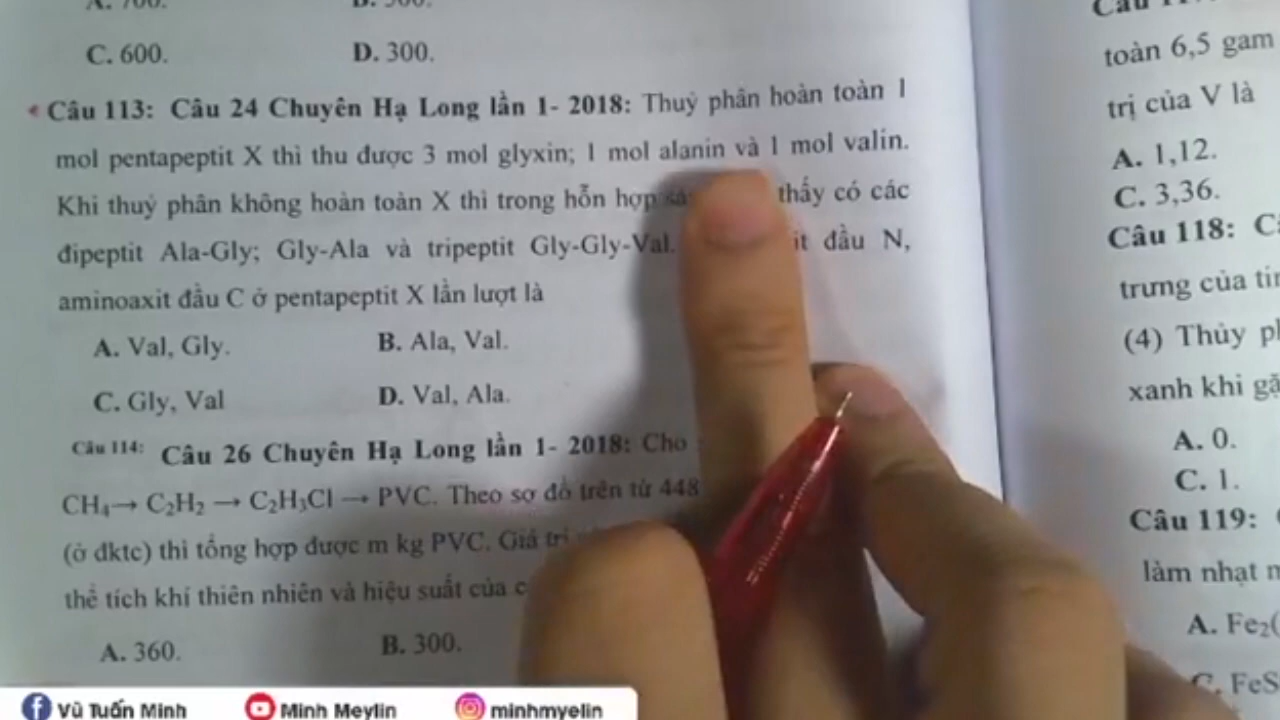 C. 600.
D. 300.
Câu 113: Câu 24 Chuyên Hạ Long lần 1- 2018: Thuỷ phân hoàn toàn 1
mol pentapeptit X thì thu được 3 mol glyxin; 1 mol alanin và 1 mol valin.
Khi thuỷ phân không hoàn toàn X thì trong hỗn hợp thấy có các
đipeptit Ala-Gly; Gly-Ala và tripeptit Gly-Gly-Val. đầu N,
aminoaxit đầu C ở pentapeptit X lần lượt là
A. Val, Gly.
B. Ala, Val.
C. Gly, Val
D. Val, Ala.
Câu 114: Câu 26 Chuyên Hạ Long lần 1- 2018: Cho
CH₄→ C₂H₂ → C₂H₃Cl → PVC. Theo sơ đồ trên từ 448
(ở đktc) thì tổng hợp được m kg PVC. Giá trị
thể tích khí thiên nhiên và hiệu suất của
A. 360.
B. 300.
toàn 6,5 gam
trị của V là
A. 1,12.
C. 3,36.
Câu 118:
trưng của
(4) Thủy
xanh khi
A. 0.
C. 1.
Câu 119:
làm nhạt
A.
C.
Vũ Tuấn Minh
Minh Meylin
minhmyelin